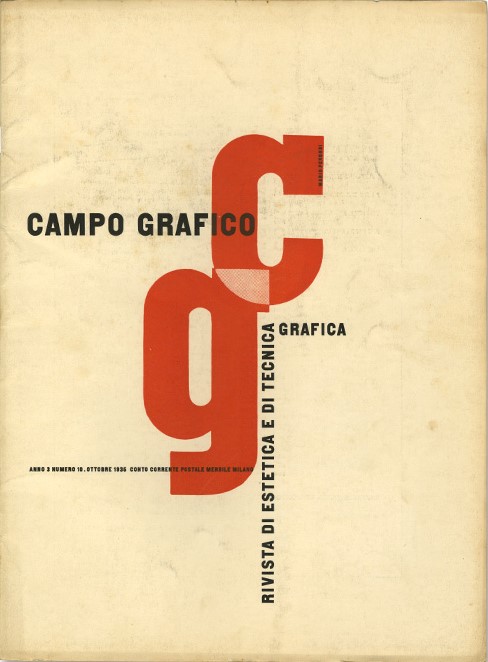 MARIO FERRARI
c
CAMPO GRAFICO
g
RIVISTA DI ESTETICA E DI TECNICA
GRAFICA
ANNO 3 NUMERO 10. OTTOBRE 1935 CONTO CORRENTE POSTALE MENSILE MILANO